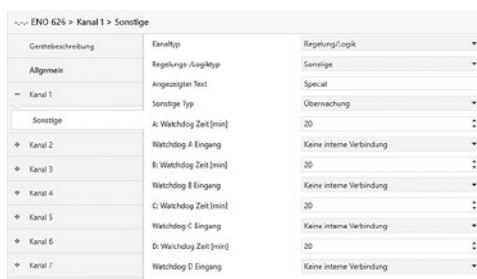 ENO 626 > Kanal 1 > Sonstige
Gerätebeschreibung
Allgemein
Kanal 1
Sonstige
Kanal 2
Kanal 3
Kanal 4
Kanal 5
Kanal 6
Kanal 7
Kanaltyp Regelung/Logik
Regelungs-/Logiktyp Sonstige
Angezeigter Text Special
Sonstige Typ Überwachung
A: Watchdog Zeit [min] 20
Watchdog A Eingang Keine interne Verbindung
B: Watchdog Zeit [min] 20
Watchdog B Eingang Keine interne Verbindung
C: Watchdog Zeit [min] 20
Watchdog C Eingang Keine interne Verbindung
D: Watchdog Zeit [min] 20
Watchdog D Eingang Keine interne Verbindung